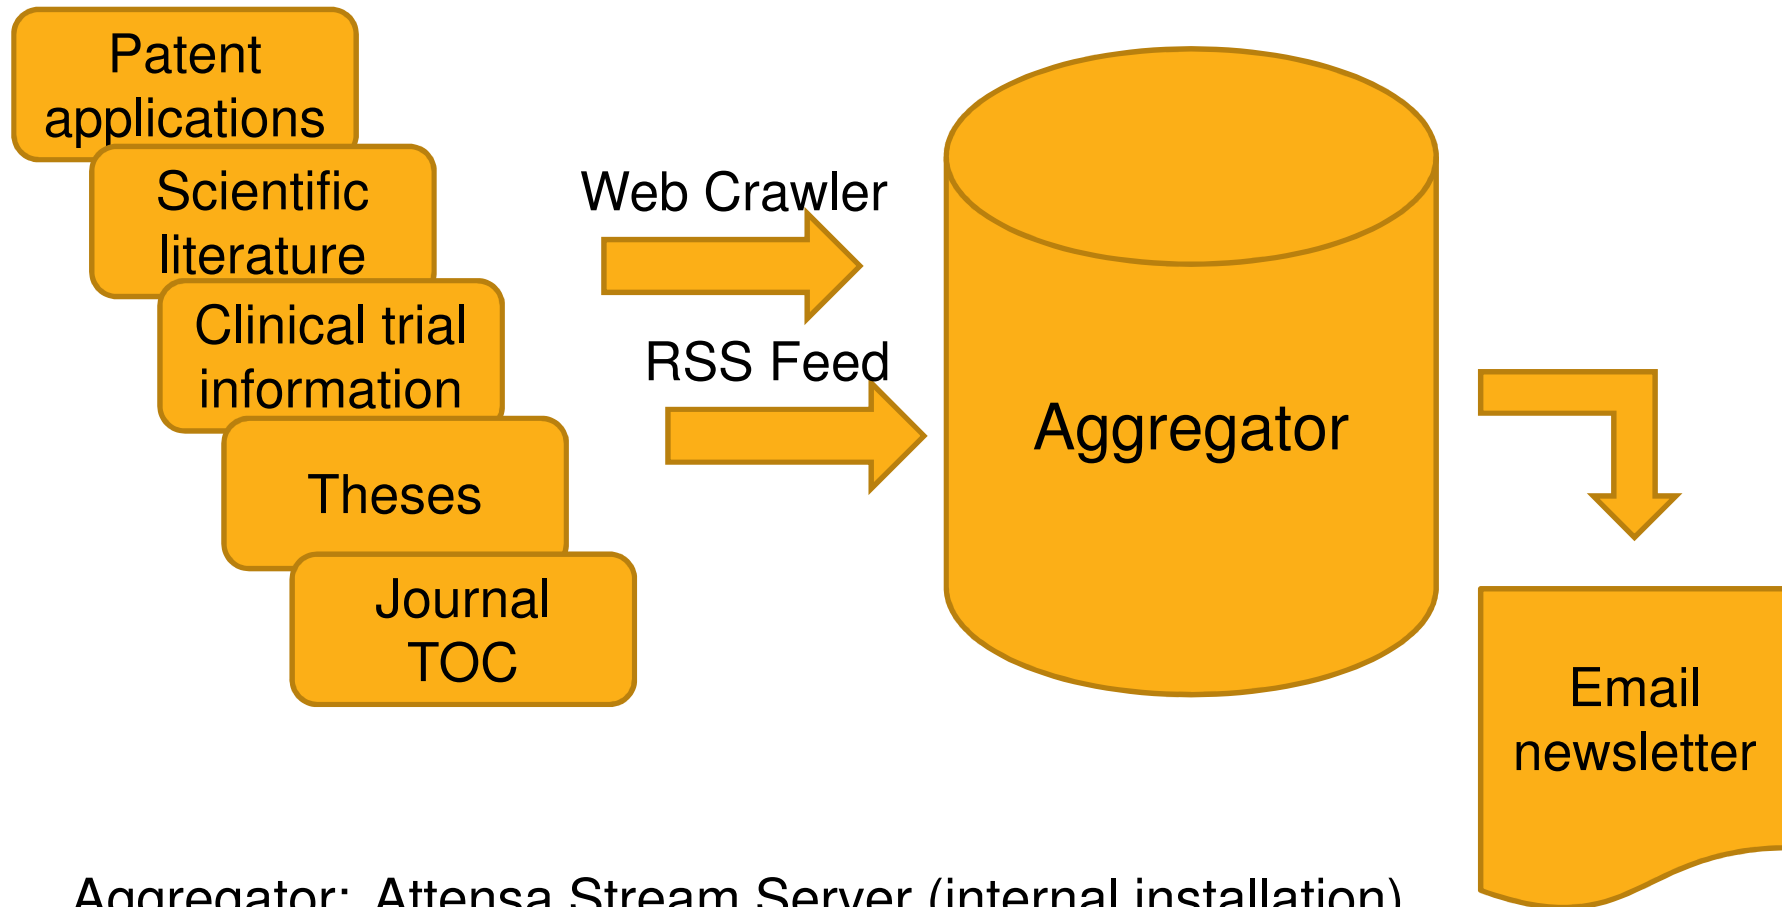 Patent
applications
Scientific
literature
Clinical trial
information
Theses
Journal
TOC
Web Crawler
RSS Feed
Aggregator
Email
newsletter
Aggregator: Attensa Stream Server (internal installation)